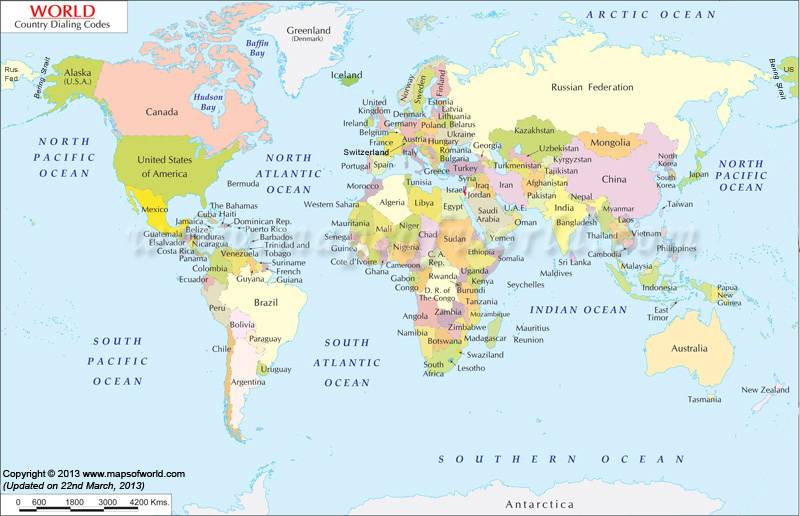 WORLD
Country Dialing Codes
ARCTIC OCEAN
Greenland
(Denmark)
Baffin
Bay
Iceland
Rus.
Fed.
Bering Strait
Alaska
(U.S.A.)
Hudson
Bay
Canada
Norway
Sweden
Finland
Russian Federation
US
Bering Strait
United
Kingdom
Ireland
Denmark
Estonia
Latvia
Lithuania
Germany
Poland
Belarus
Belgium
Ukraine
France
Austria
Hungary
Switzerland
Romania
Italy
Bulgaria
Portugal
Spain
Greece
Turkey
Georgia
Kazakhstan
Uzbekistan
Kyrgyzstan
Turkmenistan
Tajikistan
Mongolia
North
Korea
South
Korea
Japan
China
NORTH
PACIFIC
OCEAN
United States
of America
NORTH
ATLANTIC
OCEAN
NORTH
PACIFIC
OCEAN
Bermuda
Mexico
The Bahamas
Cuba
Haiti
Jamaica
Belize
Dominican Rep.
Puerto Rico
Guatemala
Honduras
Elsalvador
Nicaragua
Barbados
Costa Rica
Trinidad and
Tobago
Panama
Venezuela
Suriname
Colombia
French
Guiana
Guyana
Ecuador
Peru
Brazil
Bolivia
Paraguay
Chile
Uruguay
Argentina
Morocco
Tunisia
Western Sahara
Algeria
Libya
Egypt
Israel
Syria
Jordan
Iraq
Iran
Afghanistan
Pakistan
Nepal
Saudi
Arabia
U.A.E.
Oman
Yemen
India
Bangladesh
Myanmar
Laos
Taiwan
Thailand
Vietnam
Cambodia
Philippines
Sri Lanka
Maldives
Malaysia
Indonesia
East
Timor
Papua
New
Guinea
Mauritania
Mali
Niger
Chad
Sudan
Senegal
Guinea
Nigeria
Ethiopia
Somalia
Cote d'Ivoire
Ghana
Cameroon
C. A.
Rep.
Uganda
Kenya
Gabon
Congo
Rwanda
Burundi
D. R. of
The Congo
Tanzania
Seychelles
Angola
Zambia
Mozambique
Zimbabwe
Madagascar
Namibia
Botswana
Mauritius
Reunion
Swaziland
South
Africa
Lesotho
INDIAN OCEAN
SOUTH
PACIFIC
OCEAN
SOUTH
ATLANTIC
OCEAN
Australia
Tasmania
New Zealand
SOUTHERN OCEAN
Antarctica
Copyright © 2013 www.mapsofworld.com
(Updated on 22nd March, 2013)
0 600 1800 3000 4200 Kms.